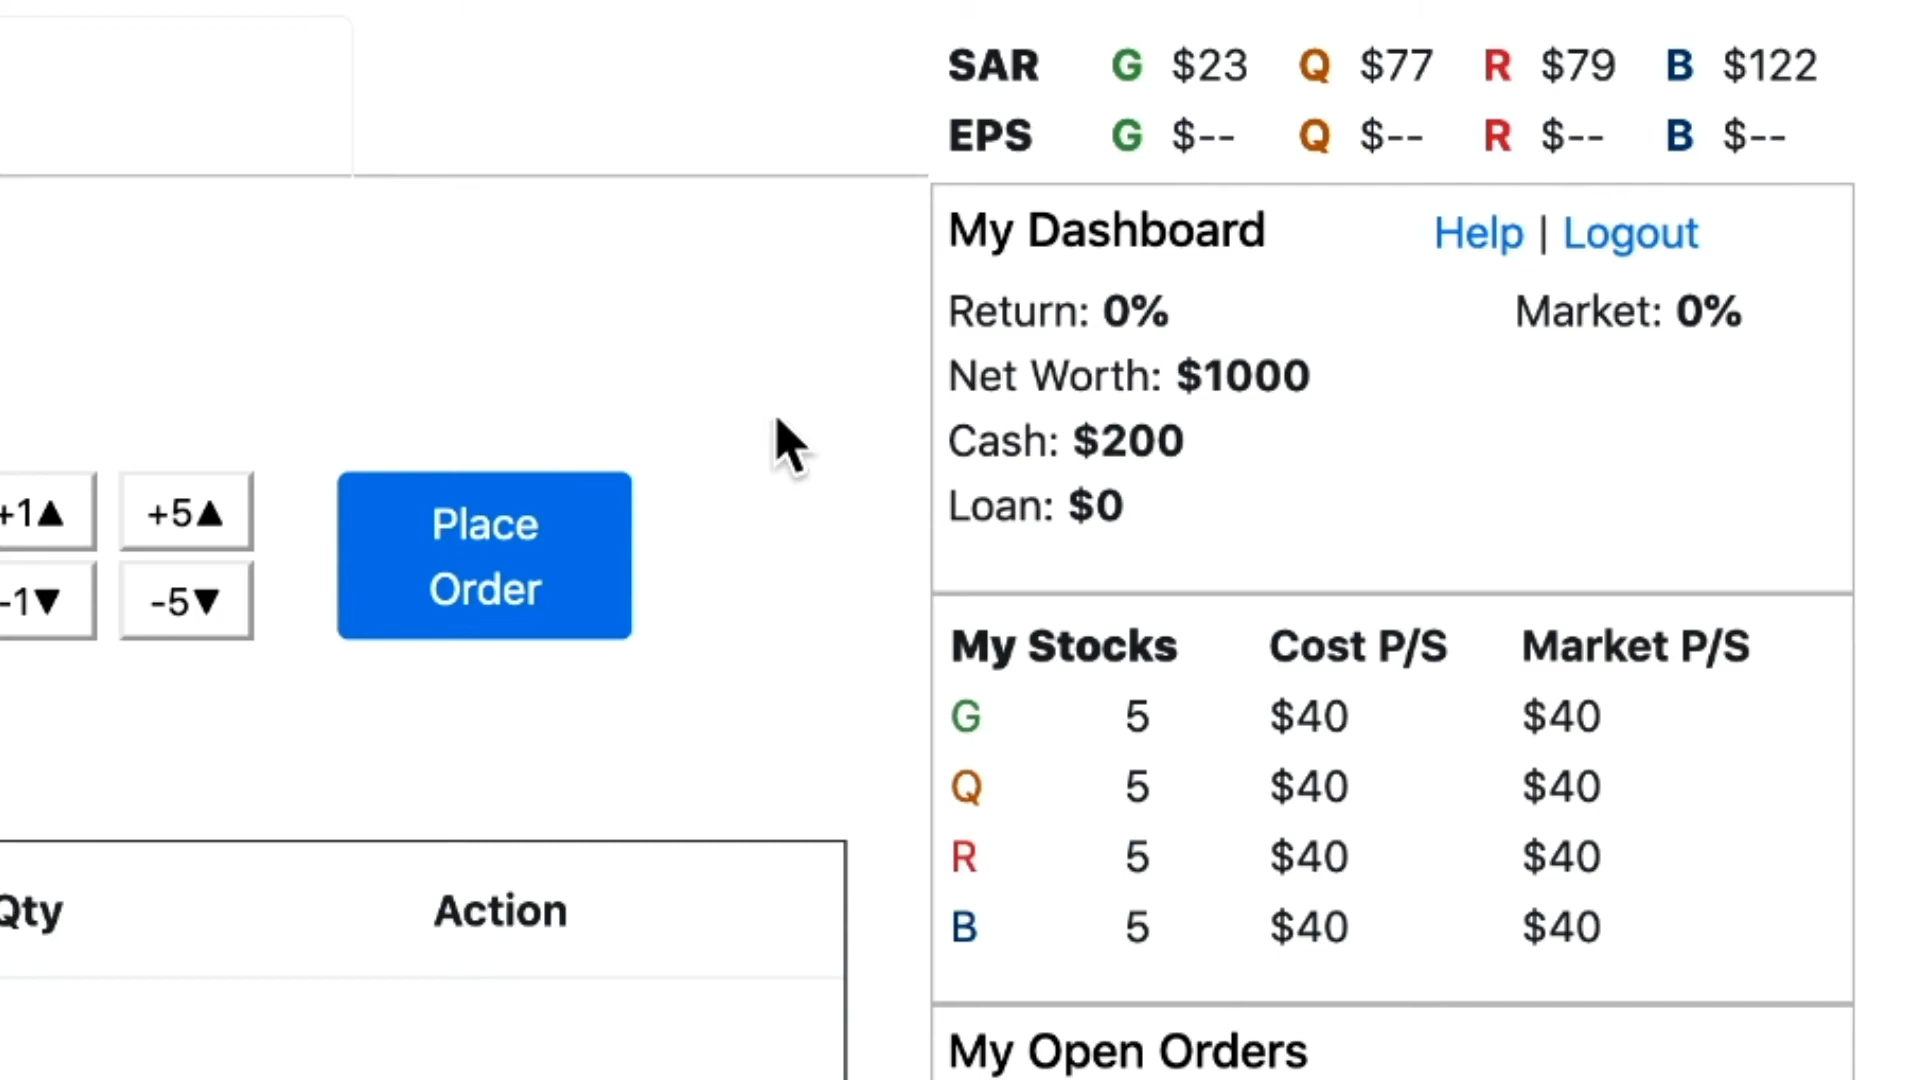 SAR G $23 Q $77 R $79 B $122
EPS G $-- Q $-- R $-- B $--
My Dashboard Help | Logout
Return: 0% Market: 0%
Net Worth: $1000
Cash: $200
Loan: $0
+1▲ +5▲
-1▼ -5▼
Place
Order
My Stocks Cost P/S Market P/S
G 5 $40 $40
Q 5 $40 $40
R 5 $40 $40
B 5 $40 $40
Qty Action
My Open Orders